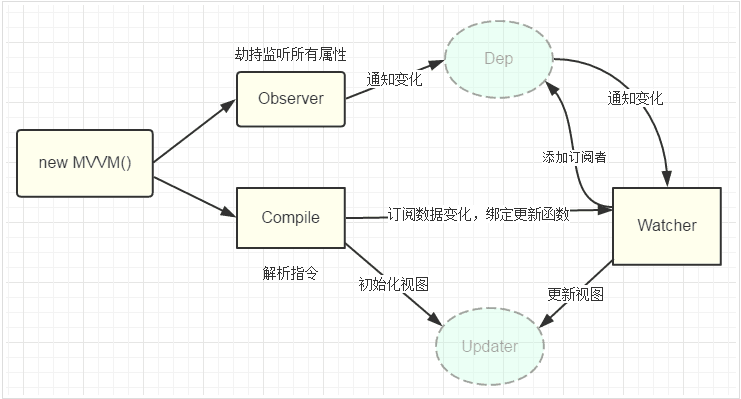 劫持监听所有属性
Dep
Observer
通知变化
通知变化
new MVVM()
添加订阅者
Compile
订阅数据变化，绑定更新函数
Watcher
解析指令
初始化视图
更新视图
Updater